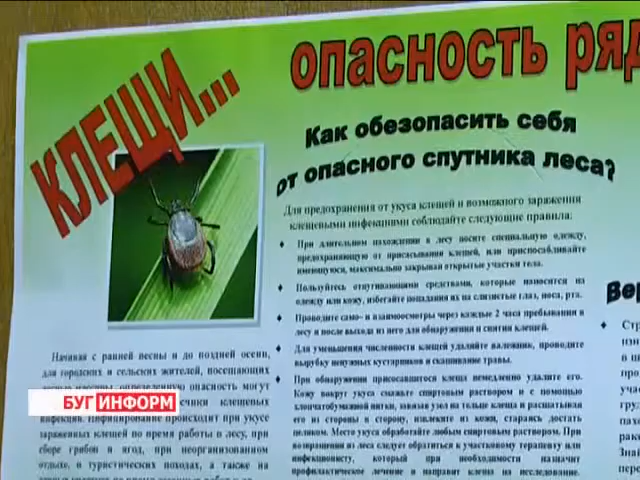 КЛЕЩИ...
опасность ряд
Как обезопасить себя
от опасного спутника леса?
Для предохранения от укуса клещей и возможного заражения
клещевыми инфекциями соблюдайте следующие правила:
При длительном нахождении в лесу носите специальную одежду,
предохраняющую от присасывания клещей, или приспосабливайте
имеющуюся, максимально закрывая открытые участки тела.
Пользуйтесь отпугивающими средствами, которые наносятся на
одежду или кожу, избегайте попадания их на слизистые глаз, носа, рта.
Проводите само- и взаимоосмотры через каждые 2 часа пребывания в
лесу и после выхода из него для обнаружения и снятия клещей.
Для уменьшения численности клещей удаляйте валежник, проводите
вырубку ненужных кустарников и скашивание травы.
При обнаружении присосавшегося клеща немедленно удалите его.
Кожу вокруг укуса смажьте спиртовым раствором и с помощью
хлопчатобумажной нитки, завязав узел на тельце клеща и расшатывая
его из стороны в сторону, извлеките из кожи, стараясь достать
целиком. Место укуса обработайте любым спиртовым раствором. При
возвращении из леса следует обратиться к участковому терапевту или
инфекционисту, который при необходимости назначит
профилактическое лечение и направит клеща на исследование.
Начиная с ранней весны и до поздней осени,
для городских и сельских жителей, посещающих
определенную опасность могут
клещевых
инфекций. Инфицирование происходит при укусе
зараженных клещей во время работы в лесу, при
сборе грибов и ягод, при неорганизованном
отдыхе, в туристических походах, а также на
БУГ ИНФОРМ